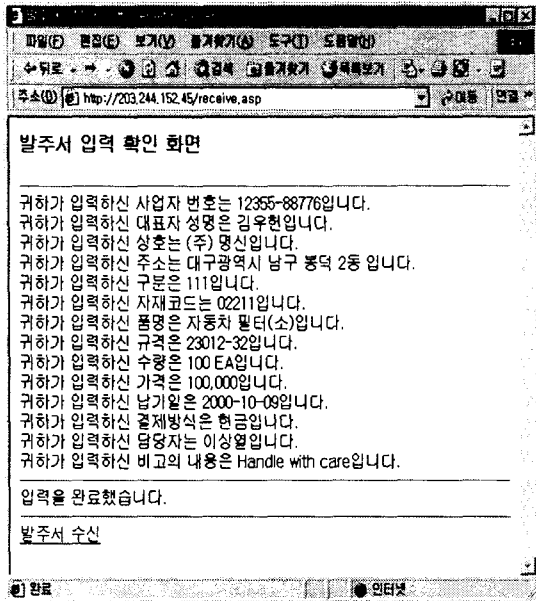 파일(F) 편집(E) 보기(V) 즐겨찾기(A) 도구(T) 도움말(H)
뒤로 검색 즐겨찾기 목록보기
주소(D) http://203.244.152.45/receive.asp 이동 연결 »
발주서 입력 확인 화면
귀하가 입력하신 사업자 번호는 12355-88776입니다.
귀하가 입력하신 대표자 성명은 김우헌입니다.
귀하가 입력하신 상호는 (주) 명신입니다.
귀하가 입력하신 주소는 대구광역시 남구 봉덕 2동 입니다.
귀하가 입력하신 구분은 111입니다.
귀하가 입력하신 자재코드는 02211입니다.
귀하가 입력하신 품명은 자동차 필터(소)입니다.
귀하가 입력하신 규격은 23012-32입니다.
귀하가 입력하신 수량은 100 EA입니다.
귀하가 입력하신 가격은 100,000입니다.
귀하가 입력하신 납기일은 2000-10-09입니다.
귀하가 입력하신 결제방식은 현금입니다.
귀하가 입력하신 담당자는 이상열입니다.
귀하가 입력하신 비고의 내용은 Handle with care입니다.
입력을 완료했습니다.
발주서 수신
완료 인터넷